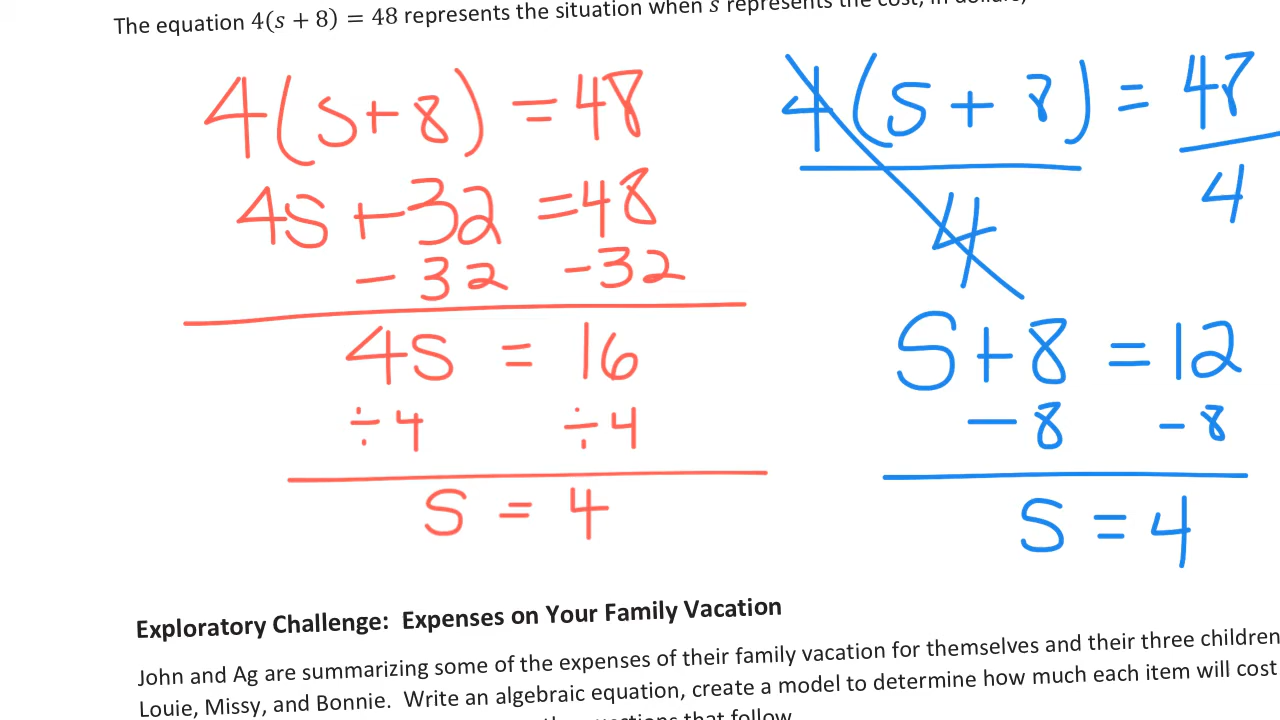 The equation 4(s + 8) = 48 represents the situation when s represents the cost, in dollars,
4(s+8) = 48
4s + 32 = 48
- 32 - 32
4s = 16
÷4 ÷4
s = 4
4(s + 8) = 48
4 4
s + 8 = 12
- 8 - 8
s = 4
Exploratory Challenge: Expenses on Your Family Vacation
John and Ag are summarizing some of the expenses of their family vacation for themselves and their three children
Louie, Missy, and Bonnie. Write an algebraic equation, create a model to determine how much each item will cost
the questions that follow.